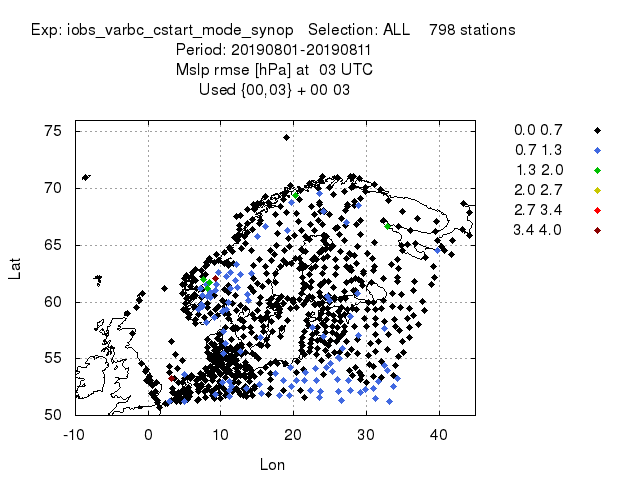 Exp: iobs_varbc_cstart_mode_synop Selection: ALL 798 stations
Period: 20190801-20190811
Mslp rmse [hPa] at 03 UTC
Used {00,03} + 00 03
75
70
65
60
55
50
-10 0 10 20 30 40
Lat
Lon
0.0 0.7
0.7 1.3
1.3 2.0
2.0 2.7
2.7 3.4
3.4 4.0